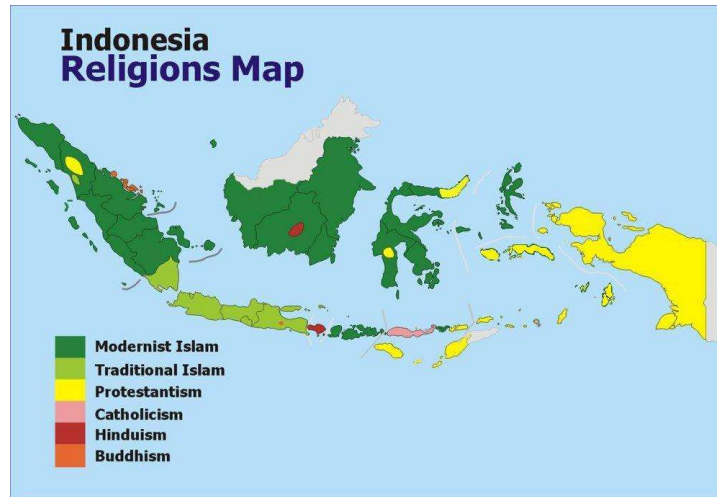 Indonesia
Religions Map
Modernist Islam
Traditional Islam
Protestantism
Catholicism
Hinduism
Buddhism